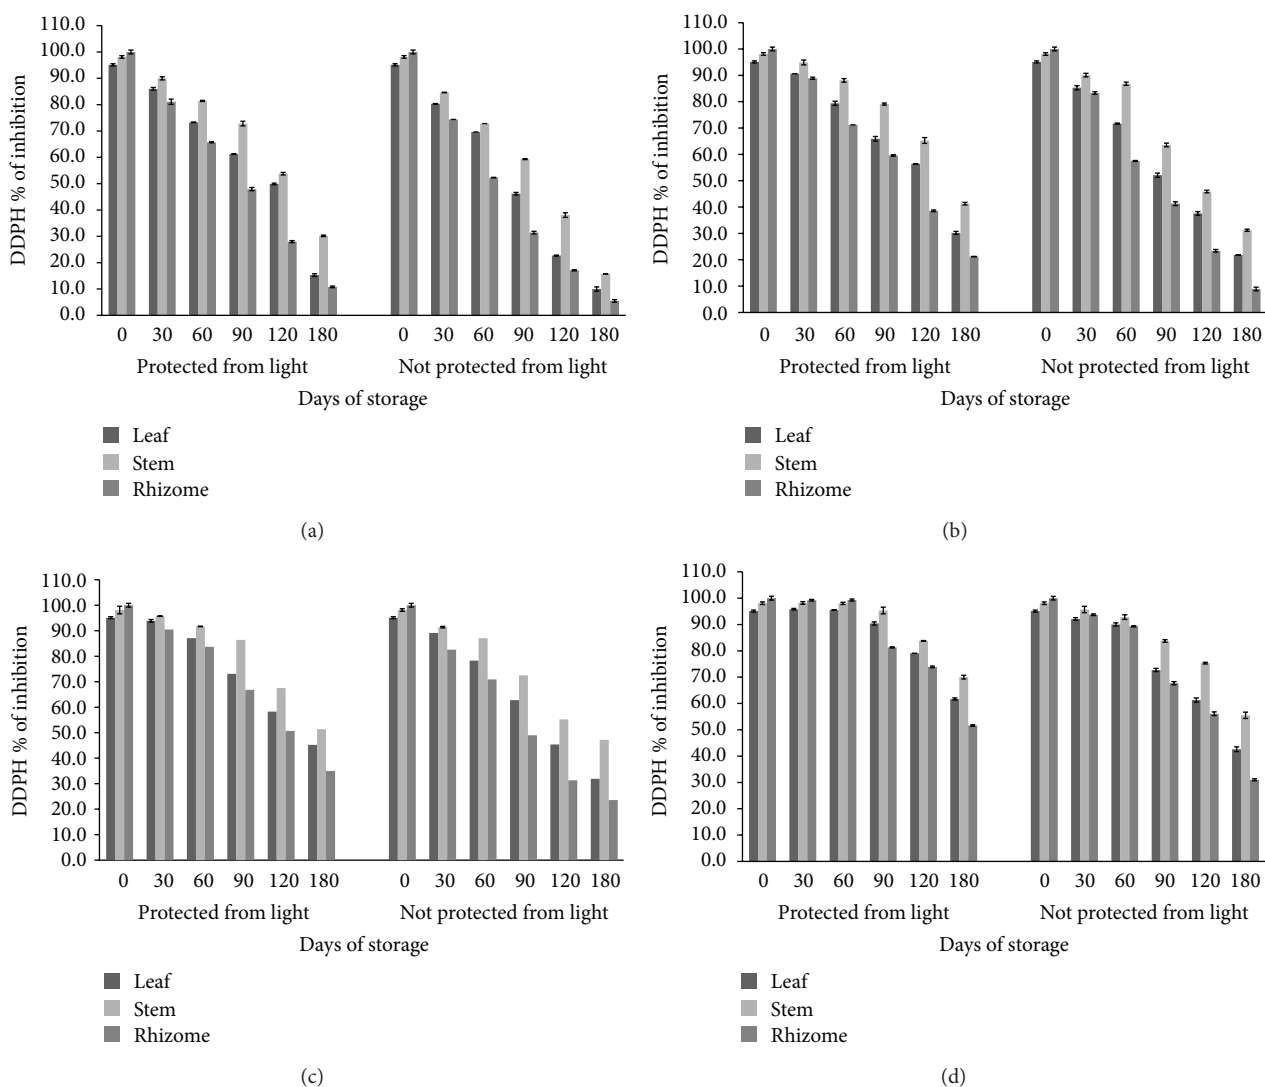 110.0
100.0
90.0
80.0
70.0
60.0
50.0
40.0
30.0
20.0
10.0
0.0
DDPH % of inhibition
0 30 60 90 120 180 0 30 60 90 120 180
Protected from light Not protected from light
Days of storage
Leaf
Stem
Rhizome
(a)
110.0
100.0
90.0
80.0
70.0
60.0
50.0
40.0
30.0
20.0
10.0
0.0
DDPH % of inhibition
0 30 60 90 120 180 0 30 60 90 120 180
Protected from light Not protected from light
Days of storage
Leaf
Stem
Rhizome
(b)
110.0
100.0
90.0
80.0
70.0
60.0
50.0
40.0
30.0
20.0
10.0
0.0
DDPH % of inhibition
0 30 60 90 120 180 0 30 60 90 120 180
Protected from light Not protected from light
Days of storage
Leaf
Stem
Rhizome
(c)
110.0
100.0
90.0
80.0
70.0
60.0
50.0
40.0
30.0
20.0
10.0
0.0
DDPH % of inhibition
0 30 60 90 120 180 0 30 60 90 120 180
Protected from light Not protected from light
Days of storage
Leaf
Stem
Rhizome
(d)